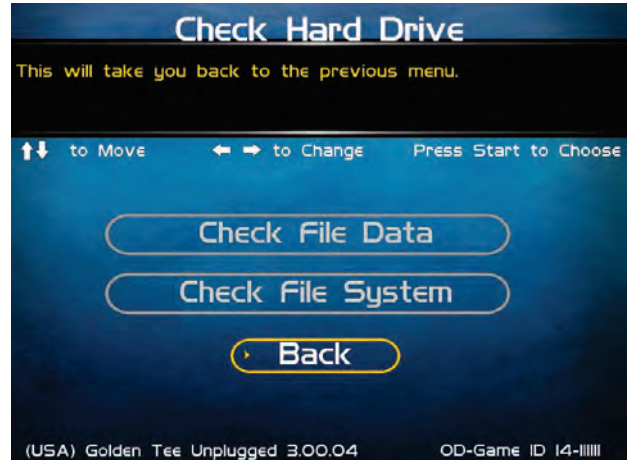 Check Hard Drive
This will take you back to the previous menu.
↑↓ to Move ← → to Change Press Start to Choose
Check File Data
Check File System
Back
(USA) Golden Tee Unplugged 3.00.04 OD-Game ID 14-111111